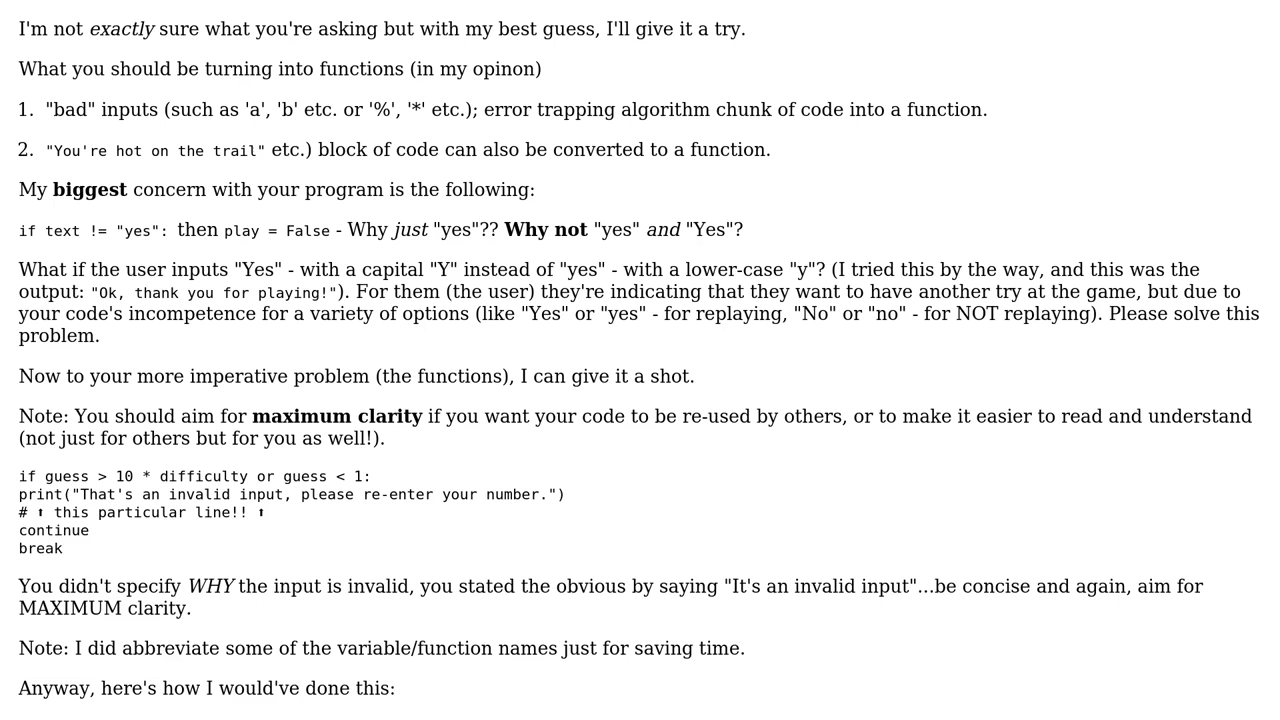 I'm not exactly sure what you're asking but with my best guess, I'll give it a try.
What you should be turning into functions (in my opinon)
1. "bad" inputs (such as 'a', 'b' etc. or '%', '*' etc.); error trapping algorithm chunk of code into a function.
2. "You're hot on the trail" etc.) block of code can also be converted to a function.
My biggest concern with your program is the following:
if text != "yes": then play = False - Why just "yes"?? Why not "yes" and "Yes"?
What if the user inputs "Yes" - with a capital "Y" instead of "yes" - with a lower-case "y"? (I tried this by the way, and this was the
output: "Ok, thank you for playing!"). For them (the user) they're indicating that they want to have another try at the game, but due to
your code's incompetence for a variety of options (like "Yes" or "yes" - for replaying, "No" or "no" - for NOT replaying). Please solve this
problem.
Now to your more imperative problem (the functions), I can give it a shot.
Note: You should aim for maximum clarity if you want your code to be re-used by others, or to make it easier to read and understand
(not just for others but for you as well!).
if guess > 10 * difficulty or guess < 1:
print("That's an invalid input, please re-enter your number.")
# ⬆ this particular line!! ⬆
continue
break
You didn't specify WHY the input is invalid, you stated the obvious by saying "It's an invalid input"...be concise and again, aim for
MAXIMUM clarity.
Note: I did abbreviate some of the variable/function names just for saving time.
Anyway, here's how I would've done this: